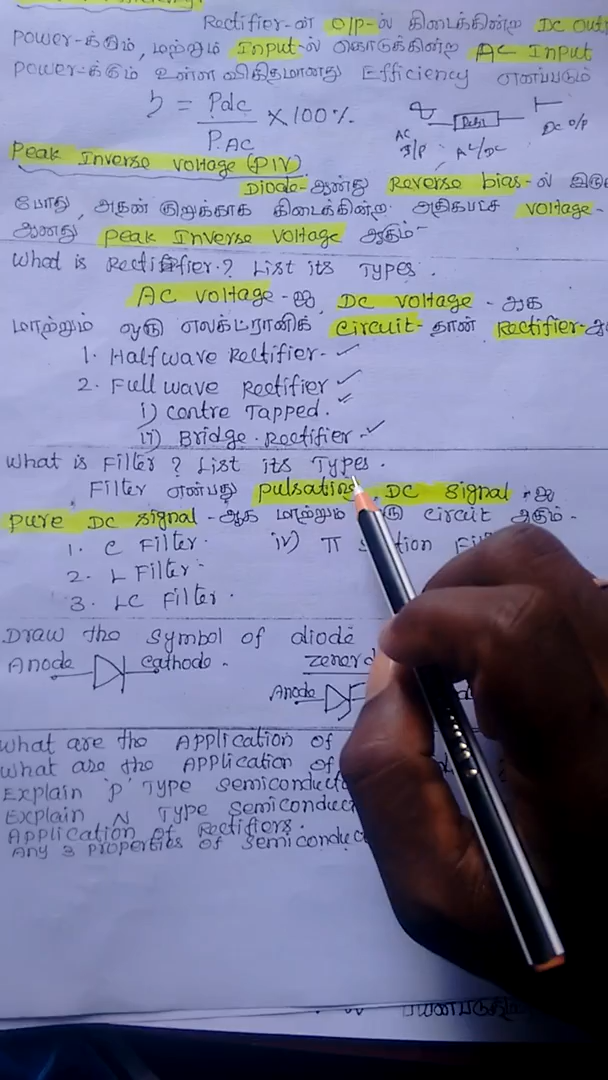 Rectifier-ன் O/P-ல் கிடைக்கின்ற DC Out
power-க்கும், மற்றும் Input-ல் கொடுக்கின்ற AC Input
power-க்கும் உள்ள விகிதமானது Efficiency எனப்படும்
η = Pdc / P.AC × 100%.
AC I/P AC/DC DC O/P
Peak Inverse Voltage (PIV)
Diode-ஆனது Reverse bias-ல் இருக்
போது, அதன் குறுக்காக கிடைக்கின்ற அதிகபட்ச voltage-
ஆனது peak Inverse Voltage ஆகும்-
What is Rectifier? List its Types.
AC voltage-ஐ DC voltage-ஆக
மாற்றும் ஒரு எலக்ட்ரானிக் circuit-தான் Rectifier-ஆ
1. Half wave Rectifier-
2. Full wave Rectifier
i) Centre Tapped.
ii) Bridge Rectifier-
What is Filter? List its Types.
Filter என்பது pulsating DC signal-ஐ
pure DC signal-ஆக மாற்றும் ஒரு circuit ஆகும்-
1. C Filter. iv) π
2. L Filter-
3. LC Filter.
Draw the symbol of diode
Anode cathode.
Anode
What are the Application of
What are the Application of
Explain 'p' Type Semiconduct
Explain N Type Semiconduct
Application of Rectifiers.
Any 3 properties of Semiconduc